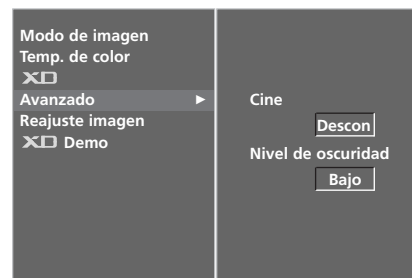 Modo de imagen
Temp. de color
XD
Avanzado ►
Reajuste imagen
XD Demo
Cine
Descon
Nivel de oscuridad
Bajo